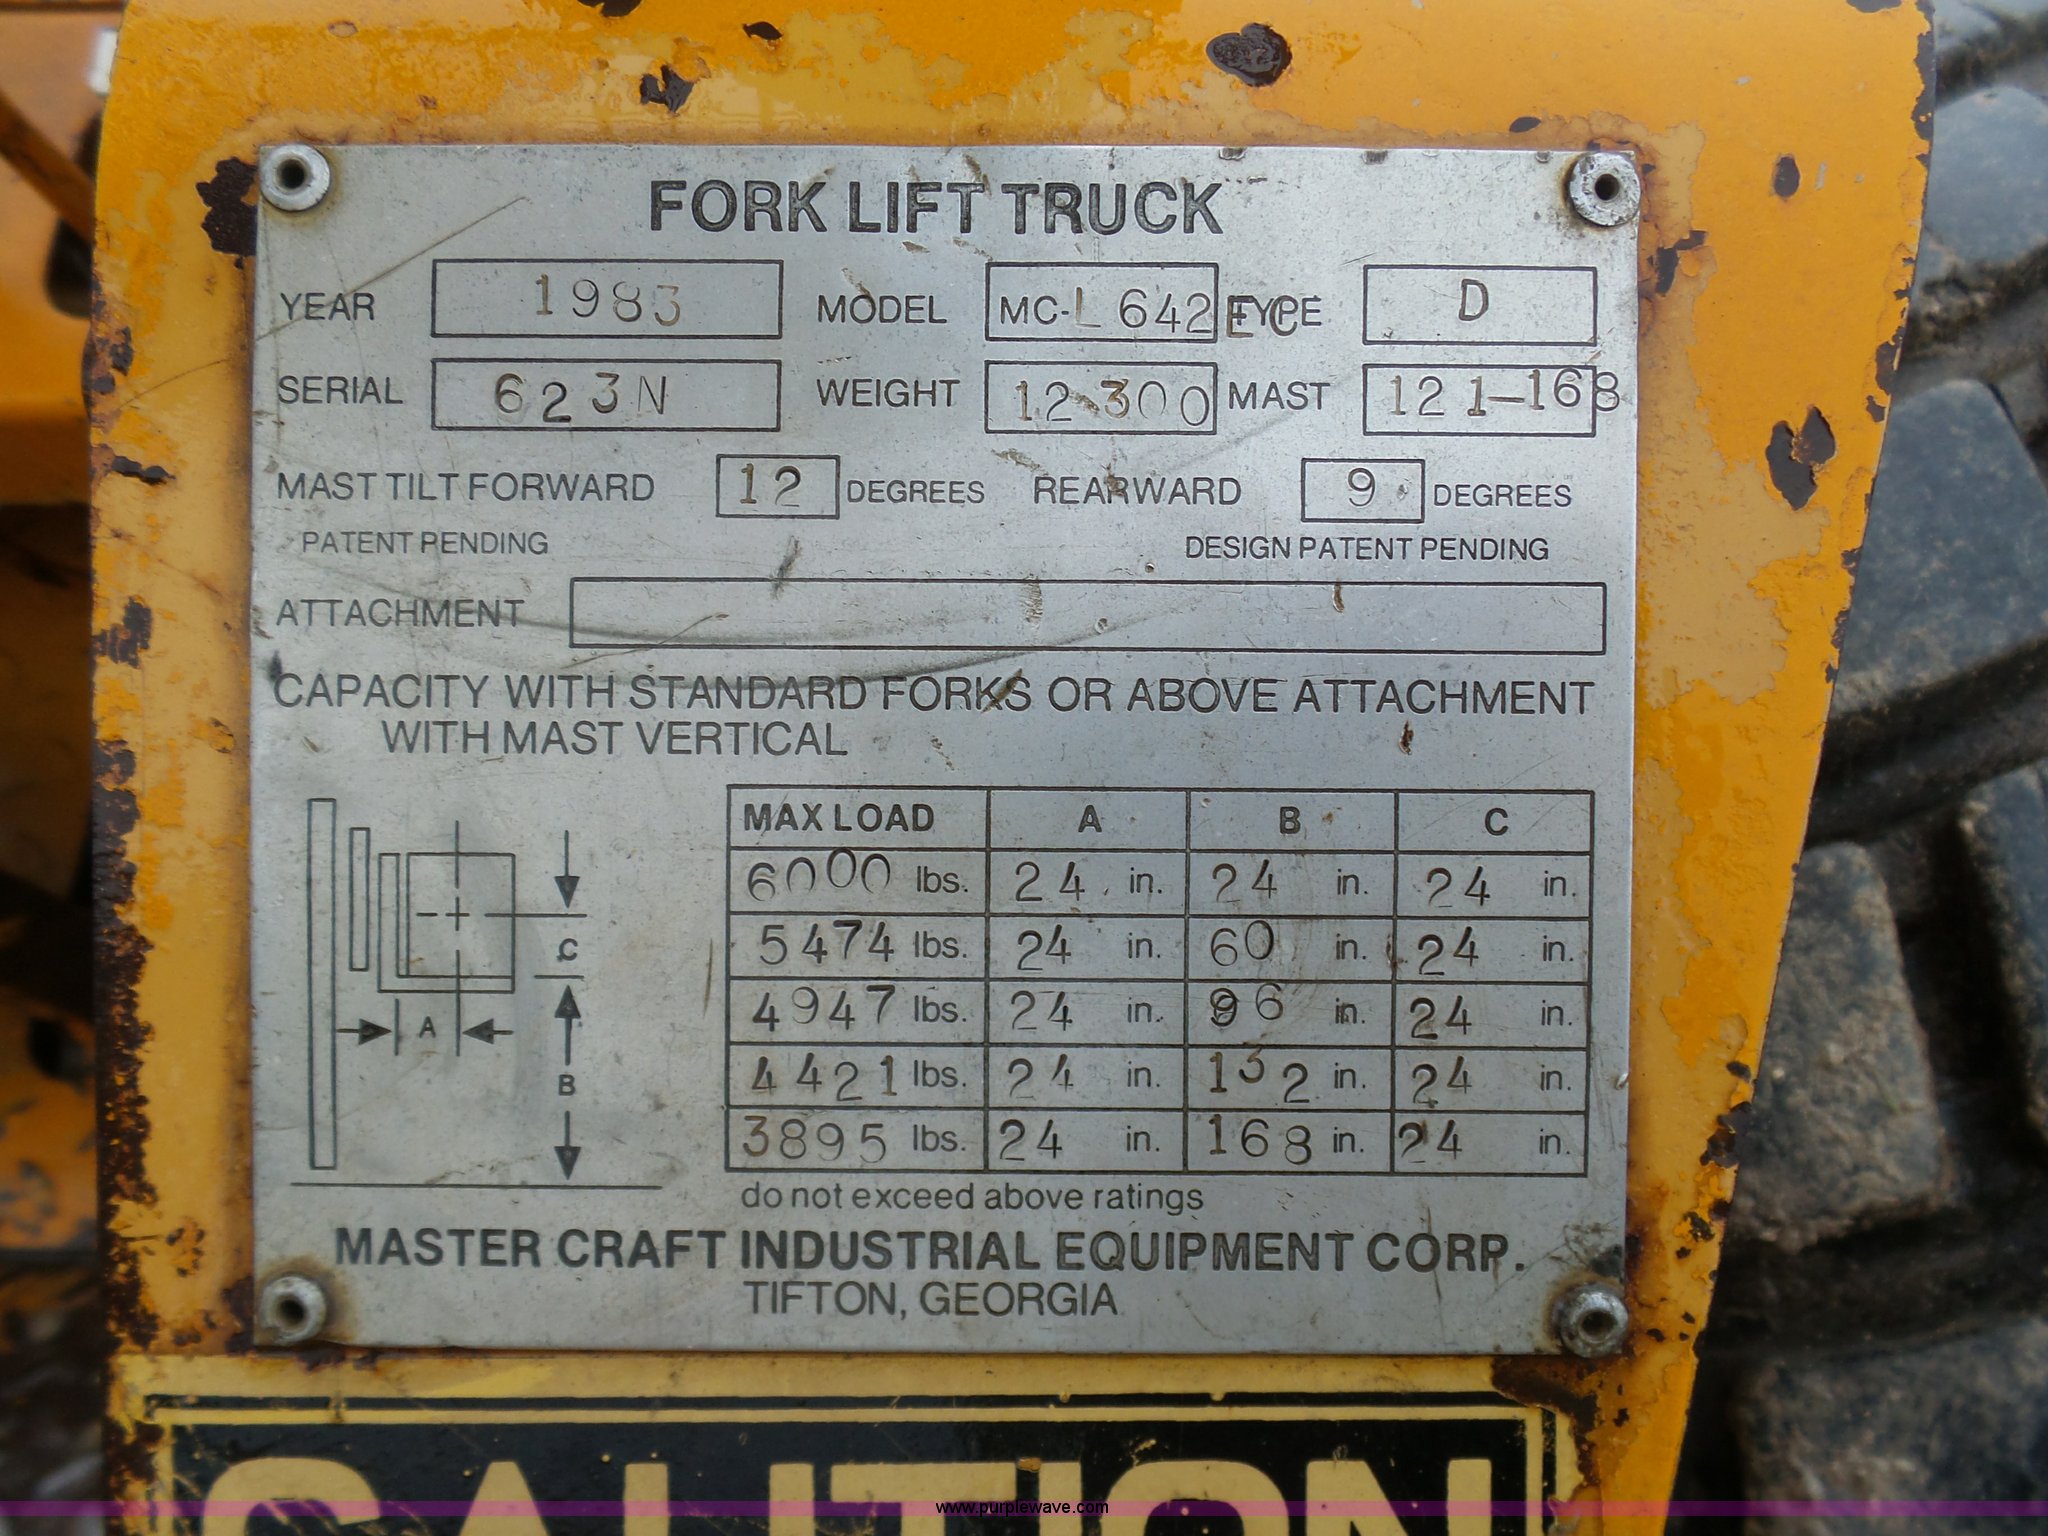 FORK LIFT TRUCK
YEAR 1983 MODEL MC-L 642 EC TYPE D
SERIAL 623N WEIGHT 12300 MAST 121-168
MAST TILT FORWARD 12 DEGREES REARWARD 9 DEGREES
PATENT PENDING DESIGN PATENT PENDING
ATTACHMENT
CAPACITY WITH STANDARD FORKS OR ABOVE ATTACHMENT
WITH MAST VERTICAL
MAX LOAD A B C
6000 lbs. 24 in. 24 in. 24 in.
5474 lbs. 24 in. 60 in. 24 in.
4947 lbs. 24 in. 96 in. 24 in.
4421 lbs. 24 in. 132 in. 24 in.
3895 lbs. 24 in. 168 in. 24 in.
C
A
B
do not exceed above ratings
MASTER CRAFT INDUSTRIAL EQUIPMENT CORP.
TIFTON, GEORGIA
CAUTION
www.purplewave.com